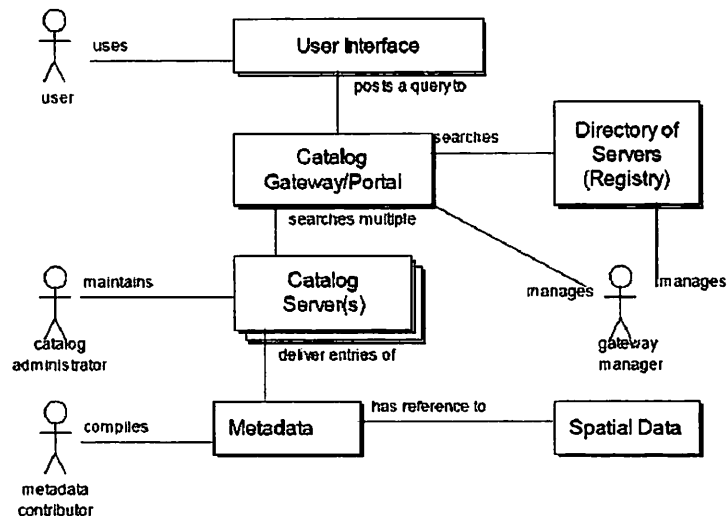 uses
User Interface
user
posts a query to
searches
Directory of
Servers
(Registry)
Catalog
Gateway/Portal
searches multiple
maintains
Catalog
Server(s)
manages
manages
catalog
administrator
deliver entries of
gateway
manager
compiles
Metadata
has reference to
Spatial Data
metadata
contributor